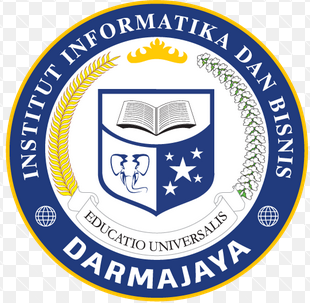 INSTITUT INFORMATIKA DAN BISNIS
EDUCATIO UNIVERSALIS
DARMAJAYA